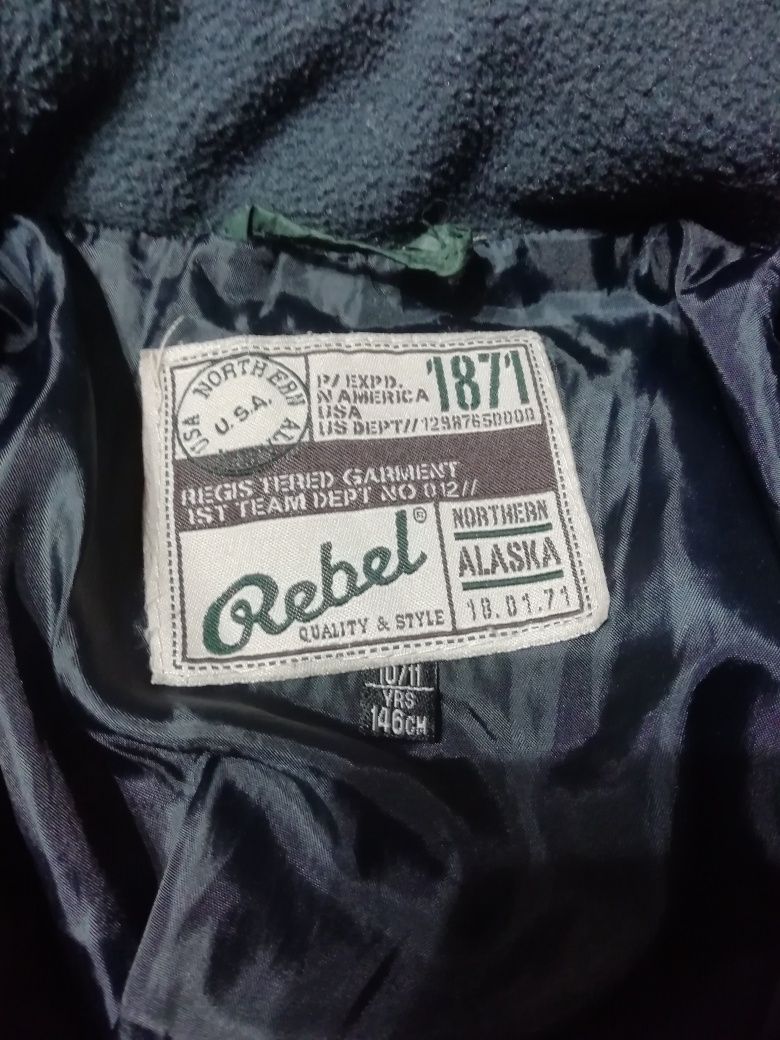 USA NORTHERN
U.S.A.
P/ EXPD.
N AMERICA
USA
US DEPT//12987650000
1871
REGISTERED GARMENT
1ST TEAM DEPT NO 012//
Rebel®
QUALITY & STYLE
NORTHERN
ALASKA
10.01.71
10/11
YRS
146CM